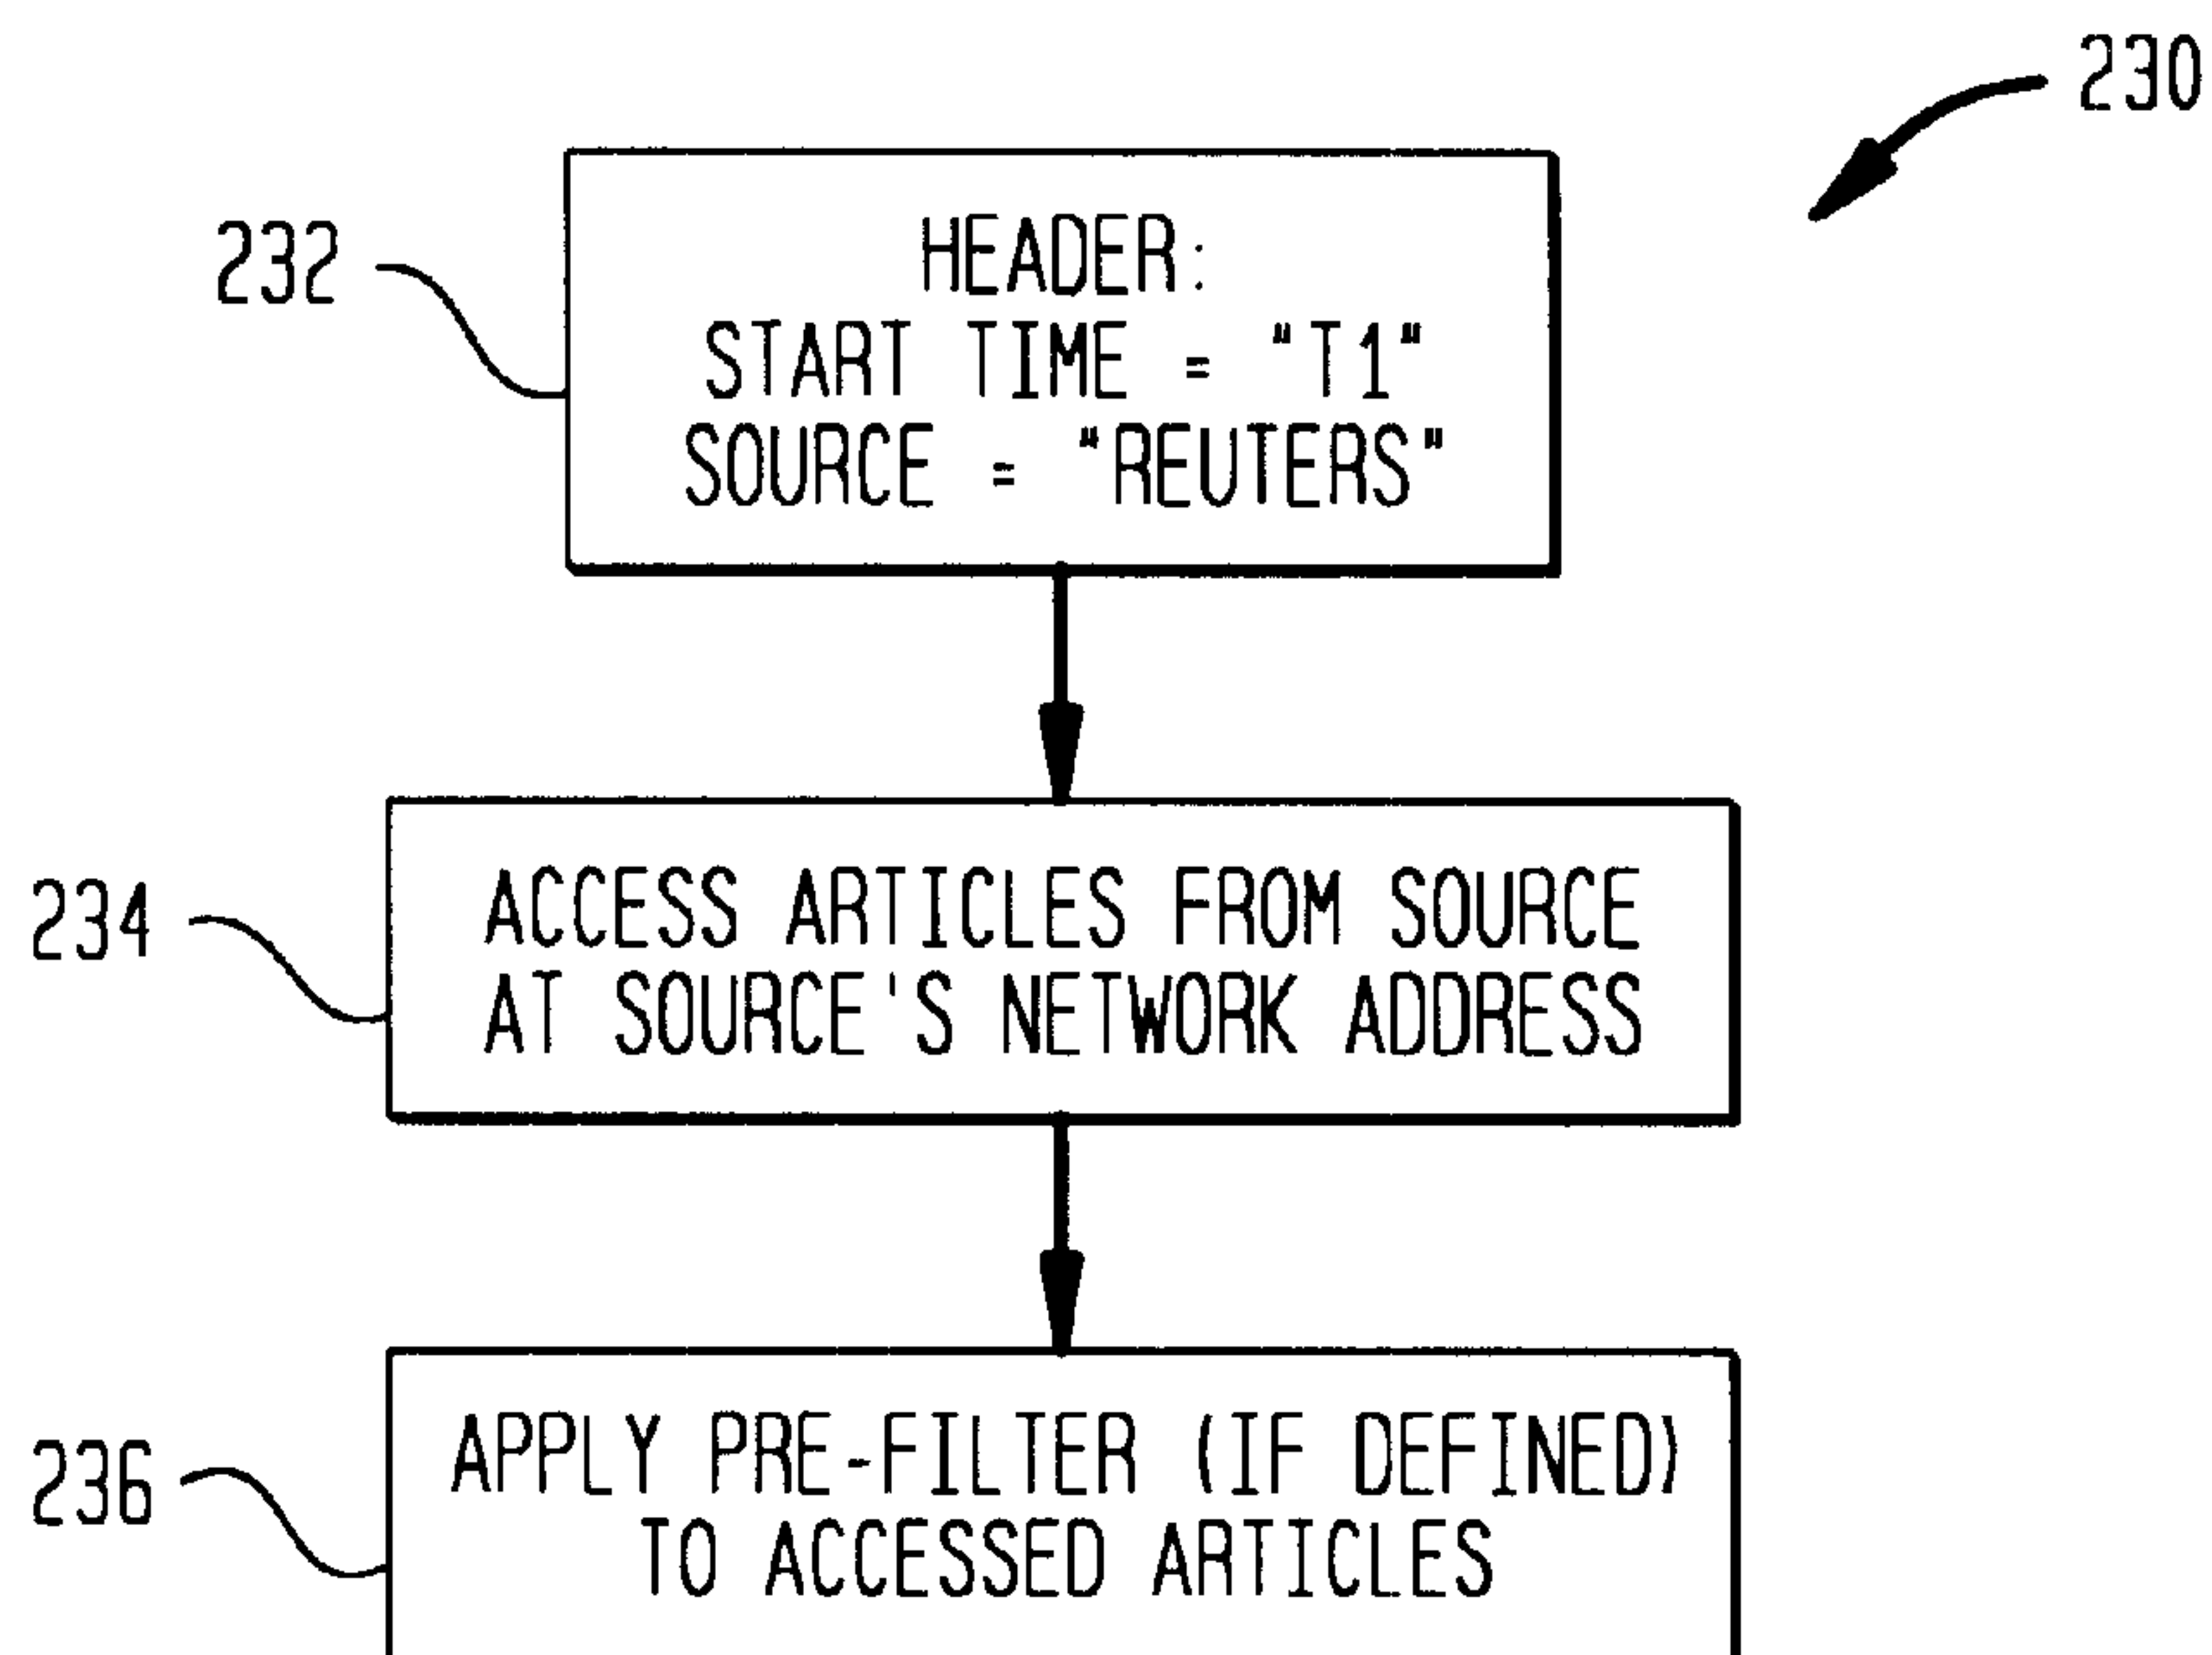 230
232
HEADER:
START TIME = "T1"
SOURCE = "REUTERS"
234
ACCESS ARTICLES FROM SOURCE
AT SOURCE'S NETWORK ADDRESS
236
APPLY PRE-FILTER (IF DEFINED)
TO ACCESSED ARTICLES